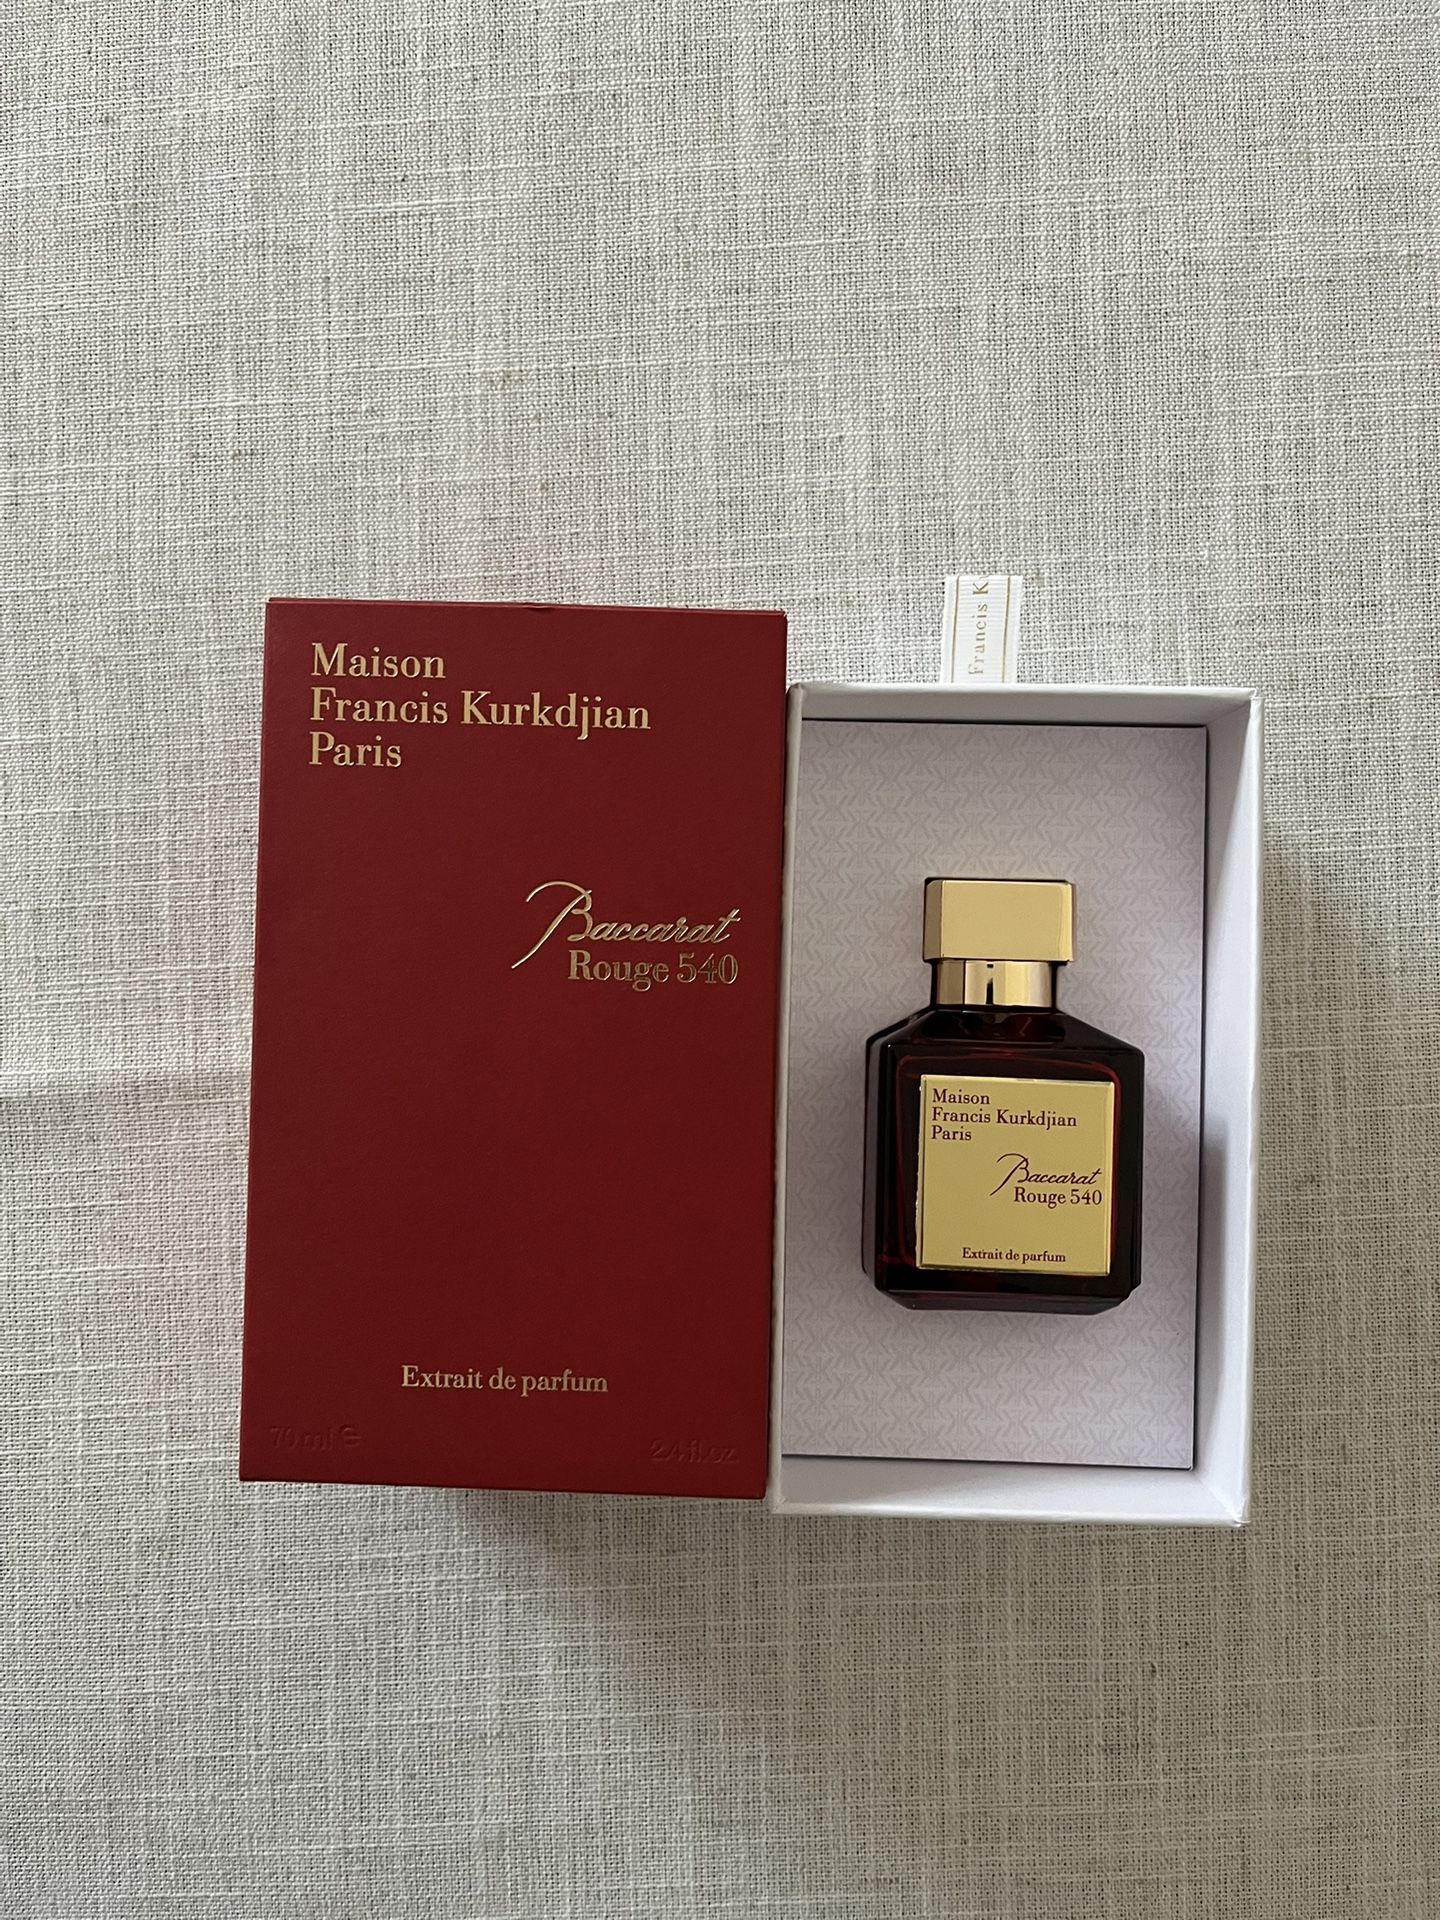 Maison
Francis Kurkdjian
Paris
Baccarat
Rouge 540
Extrait de parfum
70 ml ℮
2.4 fl.oz.
Francis K
Maison
Francis Kurkdjian
Paris
Baccarat
Rouge 540
Extrait de parfum